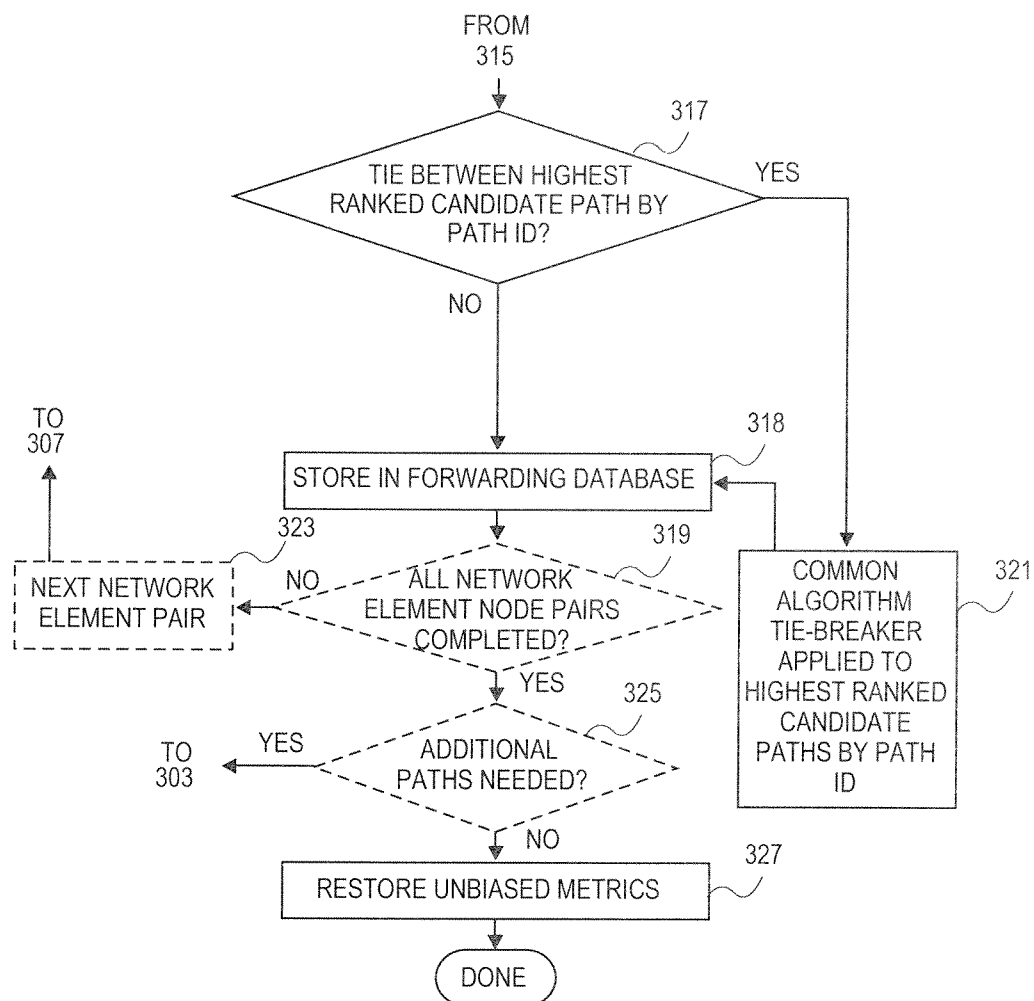 FROM
315
317
TIE BETWEEN HIGHEST
RANKED CANDIDATE PATH BY
PATH ID?
YES
NO
TO
307
318
STORE IN FORWARDING DATABASE
323
319
NEXT NETWORK
ELEMENT PAIR
NO
ALL NETWORK
ELEMENT NODE PAIRS
COMPLETED?
321
COMMON
ALGORITHM
TIE-BREAKER
APPLIED TO
HIGHEST RANKED
CANDIDATE
PATHS BY PATH
ID
YES
325
TO
303
YES
ADDITIONAL
PATHS NEEDED?
NO
327
RESTORE UNBIASED METRICS
DONE